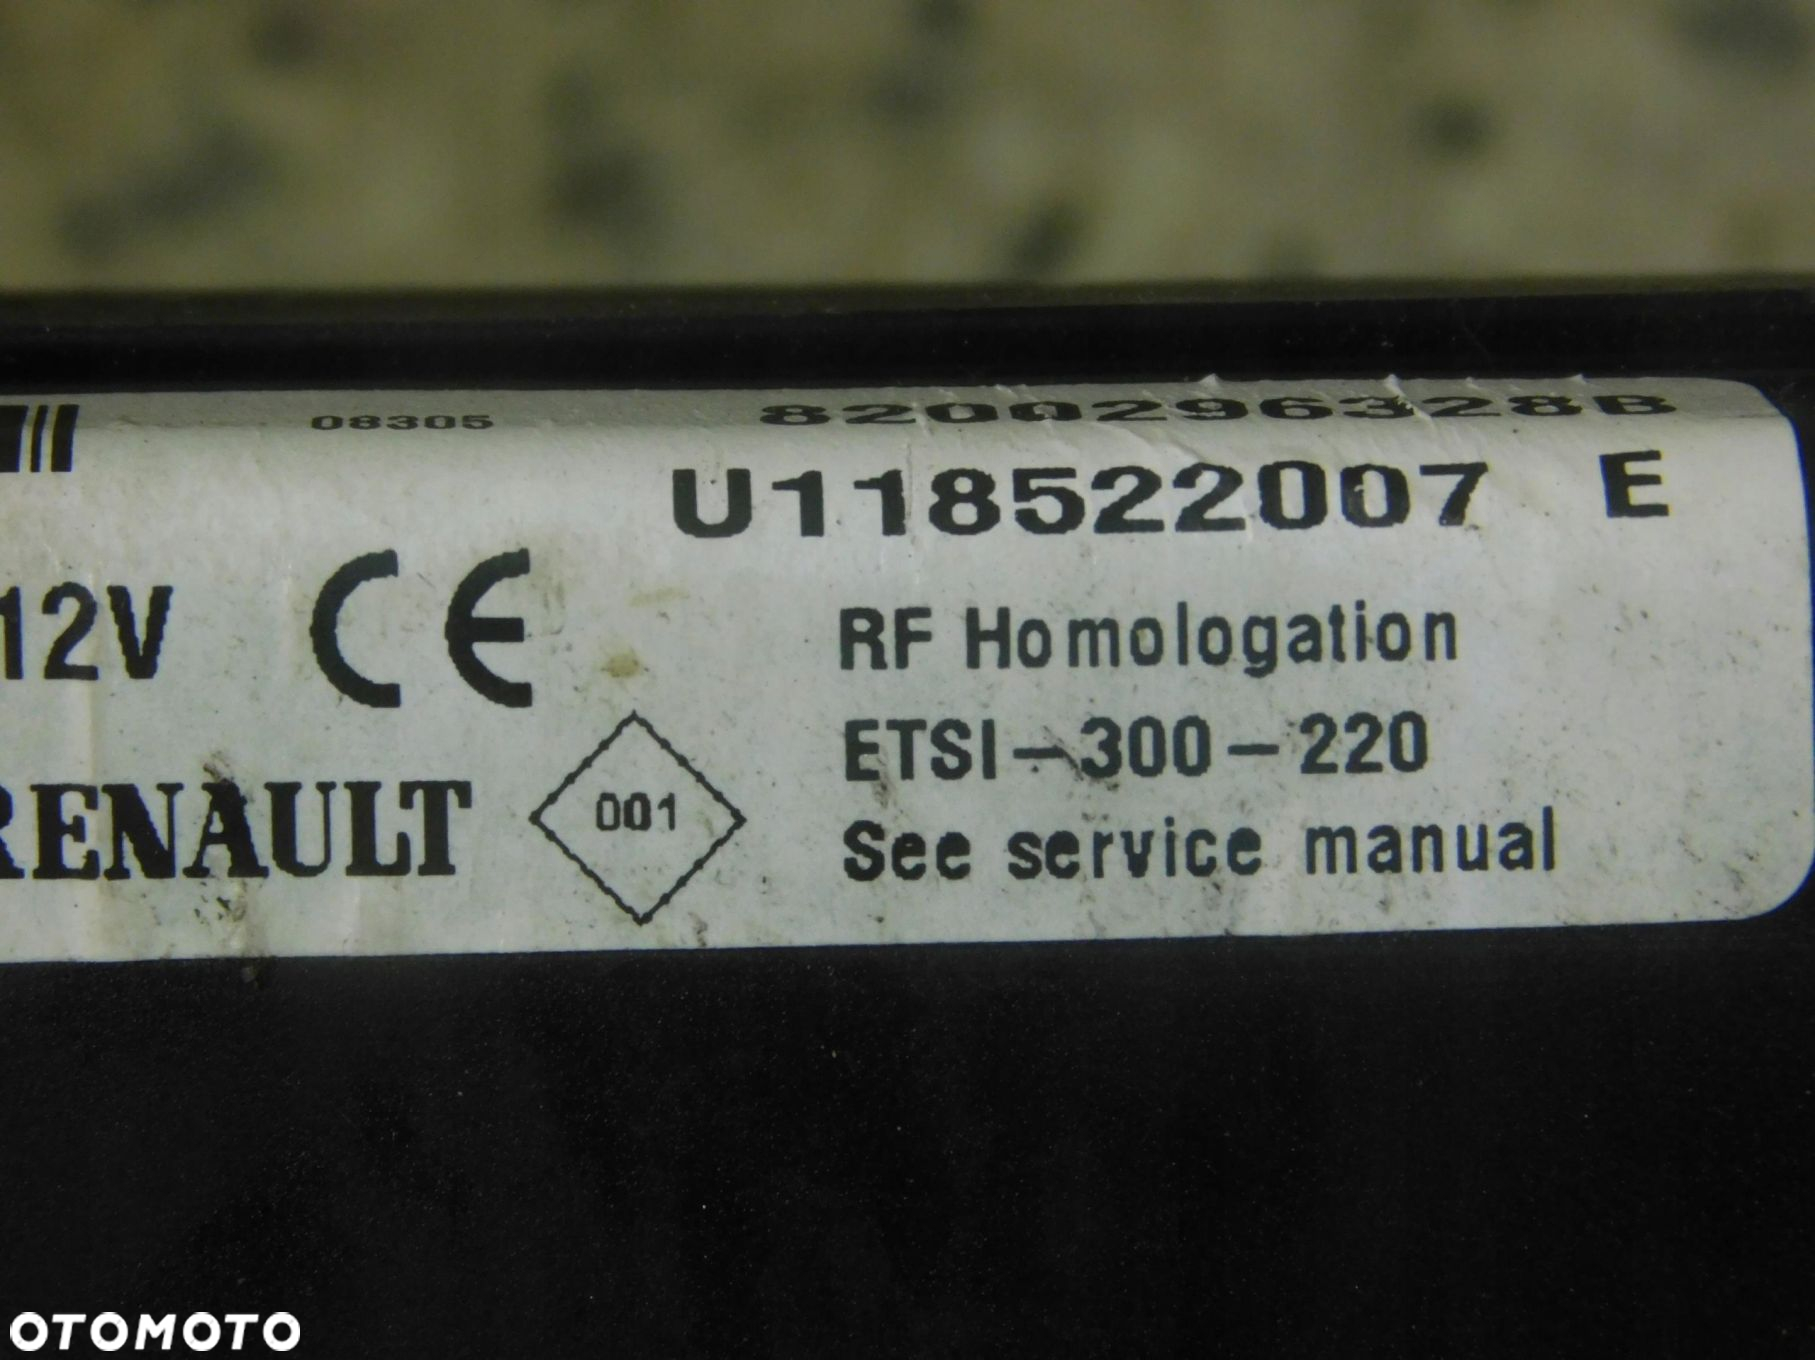 08305 8200296328B
U118522007 E
12V CE RF Homologation
ETSI-300-220
RENAULT 001 See service manual
OTOMOTO